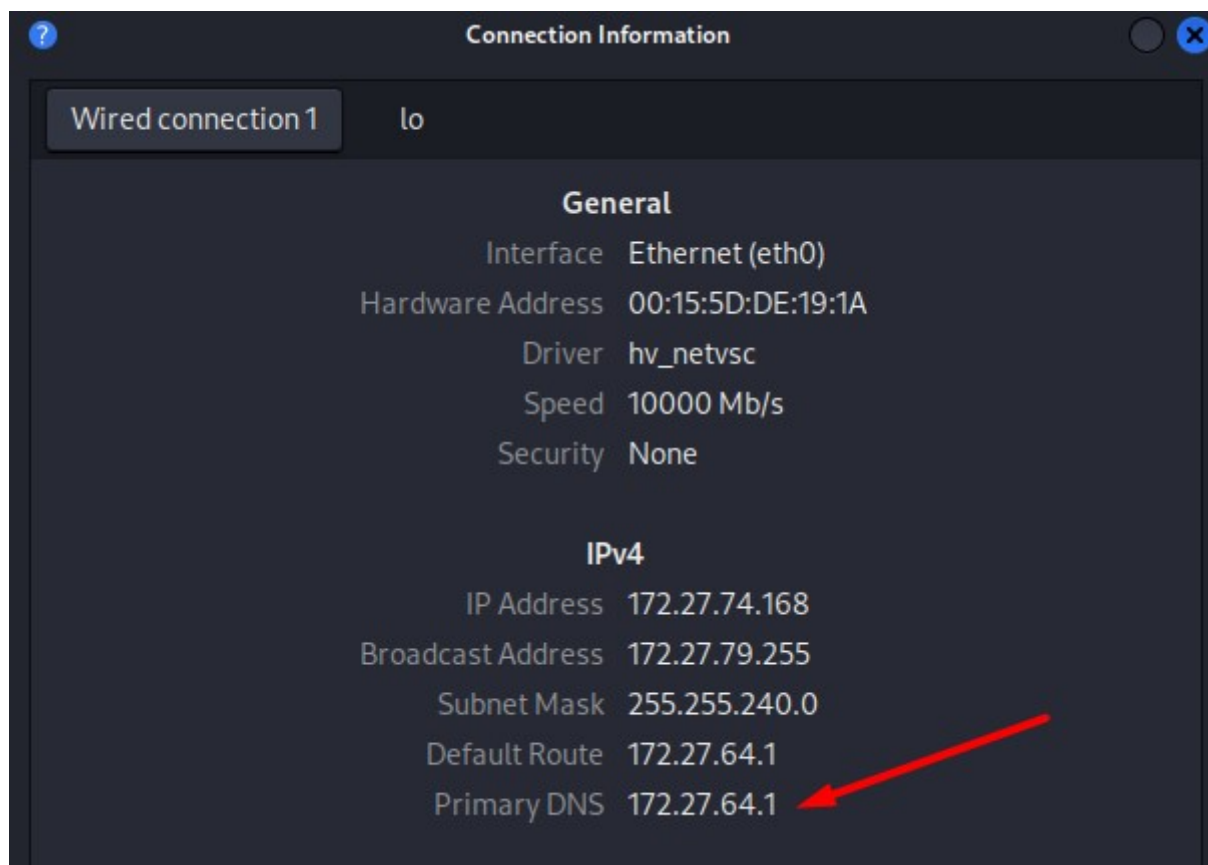 ?
Connection Information
Wired connection 1 lo
General
Interface Ethernet (eth0)
Hardware Address 00:15:5D:DE:19:1A
Driver hv_netvsc
Speed 10000 Mb/s
Security None
IPv4
IP Address 172.27.74.168
Broadcast Address 172.27.79.255
Subnet Mask 255.255.240.0
Default Route 172.27.64.1
Primary DNS 172.27.64.1